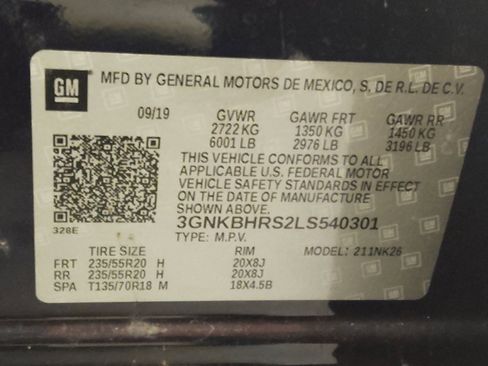 GM
MFD BY GENERAL MOTORS DE MEXICO, S. DE R.L. DE C.V.
09/19 GVWR GAWR FRT GAWR RR
2722 KG 1350 KG 1450 KG
6001 LB 2976 LB 3196 LB
THIS VEHICLE CONFORMS TO ALL
APPLICABLE U.S. FEDERAL MOTOR
VEHICLE SAFETY STANDARDS IN EFFECT
ON THE DATE OF MANUFACTURE
SHOWN ABOVE.
328E 3GNKBHRS2LS540301
TYPE: M.P.V. MODEL: 211NK26
TIRE SIZE RIM
FRT 235/55R20 H 20X8J
RR 235/55R20 H 20X8J
SPA T135/70R18 M 18X4.5B